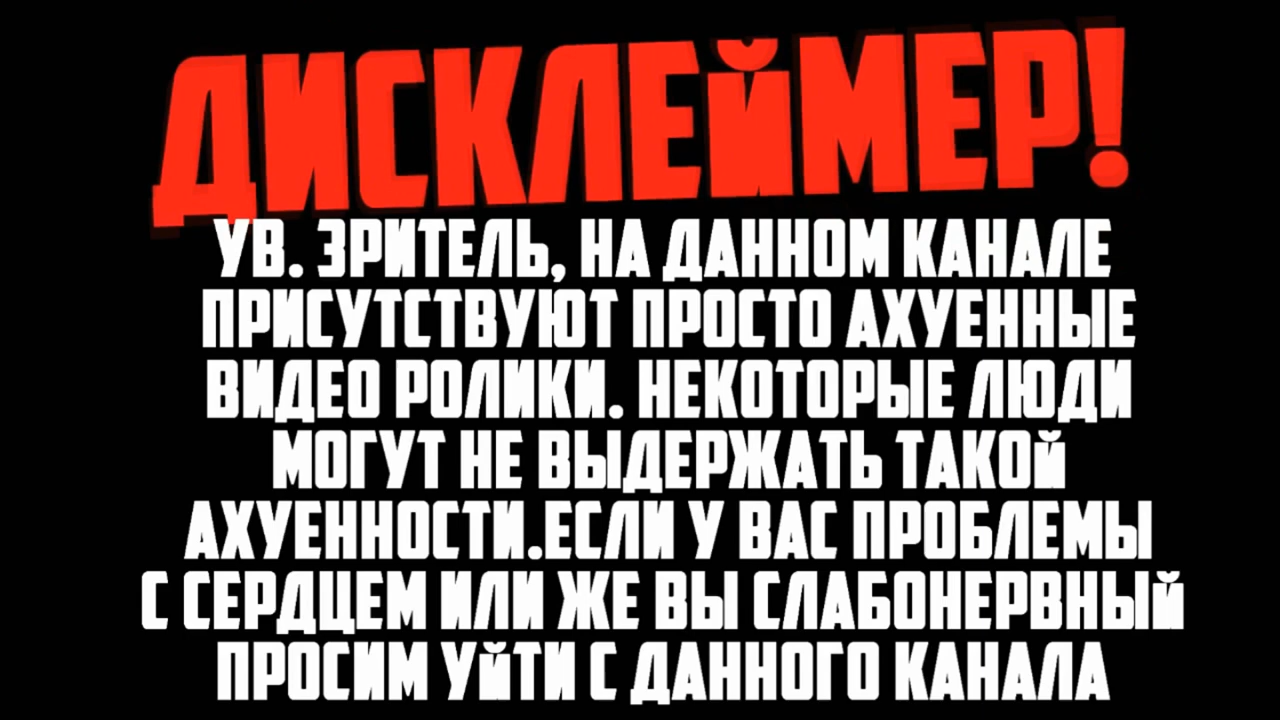 ДИСКЛЕЙМЕР!
УВ. ЗРИТЕЛЬ, НА ДАННОМ КАНАЛЕ
ПРИСУТСТВУЮТ ПРОСТО АХУЕННЫЕ
ВИДЕО РОЛИКИ. НЕКОТОРЫЕ ЛЮДИ
МОГУТ НЕ ВЫДЕРЖАТЬ ТАКОЙ
АХУЕННОСТИ.ЕСЛИ У ВАС ПРОБЛЕМЫ
С СЕРДЦЕМ ИЛИ ЖЕ ВЫ СЛАБОНЕРВНЫЙ
ПРОСИМ УЙТИ С ДАННОГО КАНАЛА